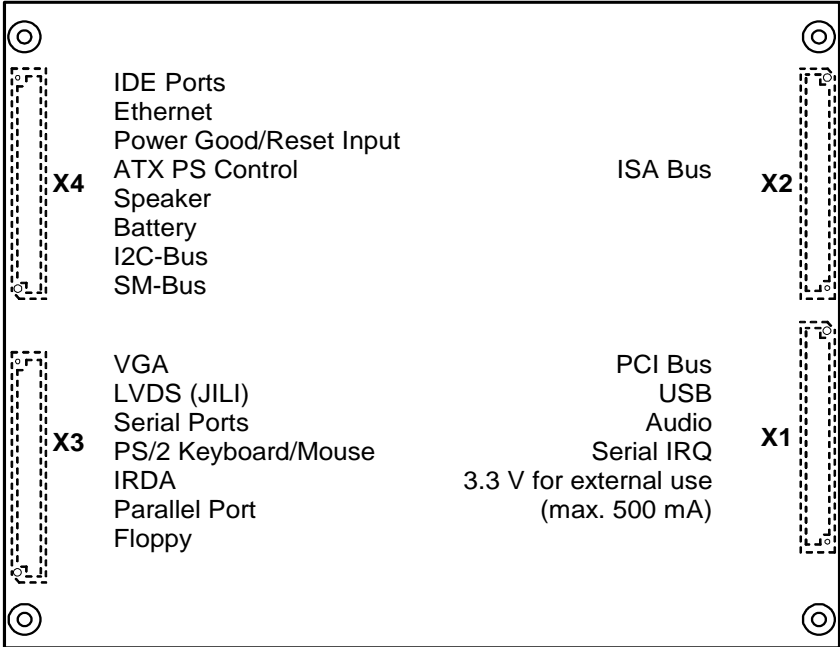 IDE Ports
Ethernet
Power Good/Reset Input
ATX PS Control
Speaker
Battery
I2C-Bus
SM-Bus
X4
ISA Bus
X2
VGA
LVDS (JILI)
Serial Ports
PS/2 Keyboard/Mouse
IRDA
Parallel Port
Floppy
X3
PCI Bus
USB
Audio
Serial IRQ
3.3 V for external use
(max. 500 mA)
X1